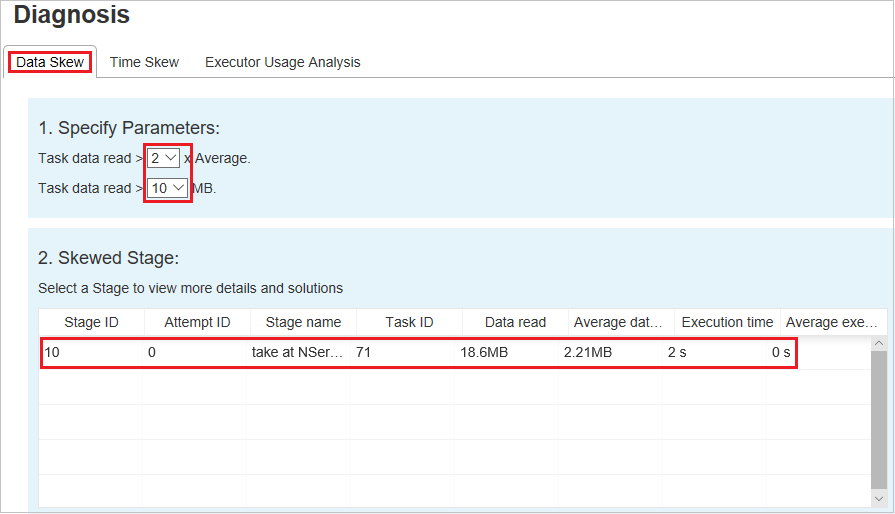 Diagnosis
Data Skew Time Skew Executor Usage Analysis
1. Specify Parameters:
Task data read > 2 x Average.
Task data read > 10 MB.
2. Skewed Stage:
Select a Stage to view more details and solutions
Stage ID Attempt ID Stage name Task ID Data read Average dat... Execution time Average exe...
10 0 take at NSer... 71 18.6MB 2.21MB 2 s 0 s